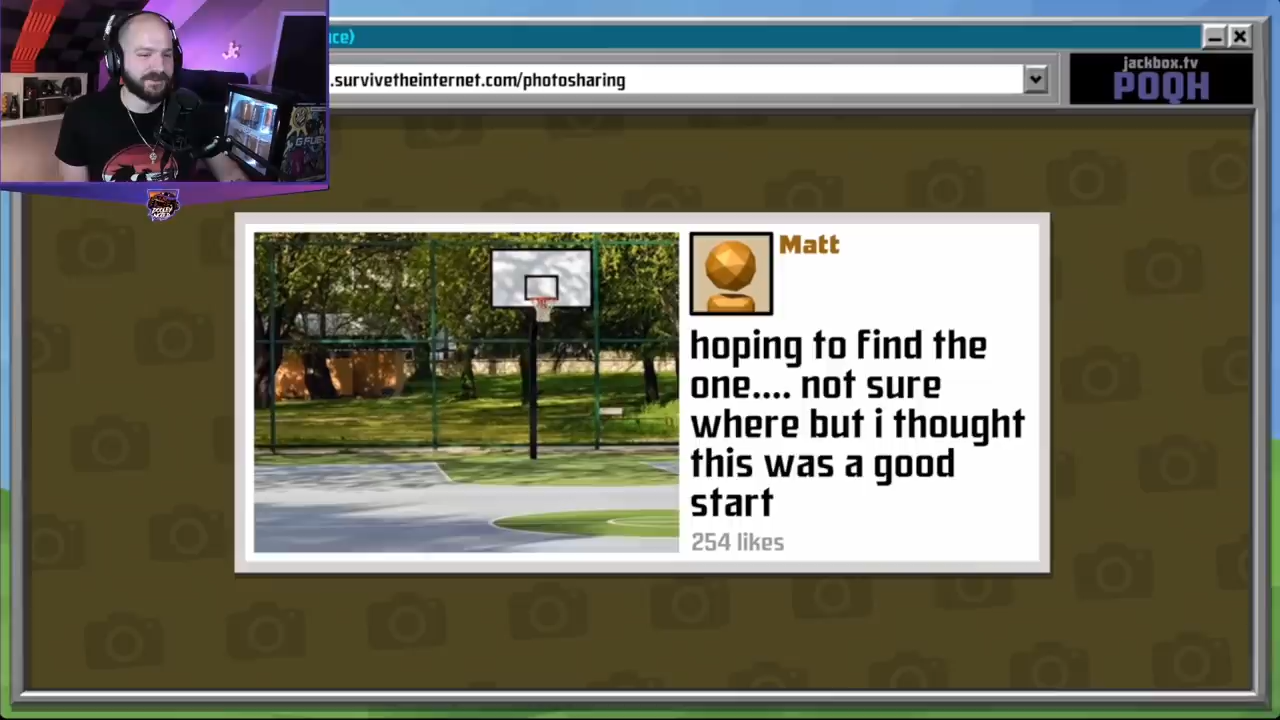 ce)
.survivetheinternet.com/photosharing
jackbox.tv
POQH
Matt
hoping to find the
one.... not sure
where but i thought
this was a good
start
254 likes
G FUEL